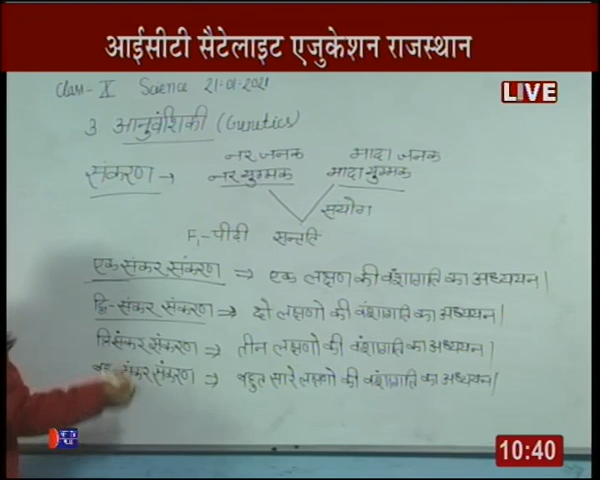 आईसीटी सैटेलाइट एजुकेशन राजस्थान
LIVE
Class-X Science 21-01-2021
3 आनुवंशिकी (Genetics)
नर जनक मादा जनक
संकरण → नर युग्मक मादा युग्मक
संयोग
F₁-पीढी सन्तति
एक संकर संकरण ⇒ एक लक्षण की वंशागति का अध्ययन।
द्वि-संकर संकरण ⇒ दो लक्षणो की वंशागति का अध्ययन।
त्रिसंकर संकरण ⇒ तीन लक्षणो की वंशागति का अध्ययन।
संकर संकरण ⇒ बहुत सारे लक्षणो की वंशागति का अध्ययन।
10:40